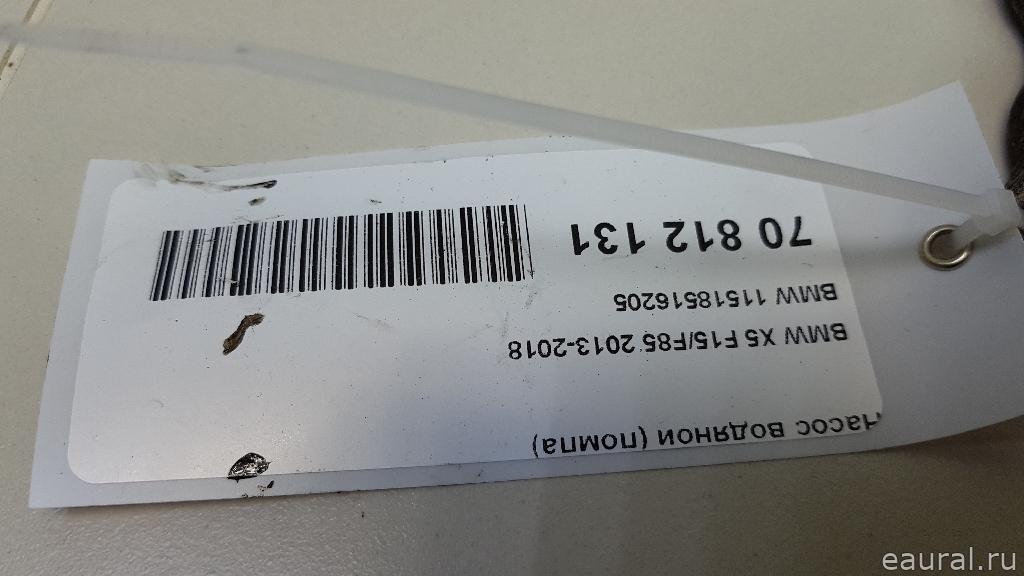 Насос водяной (помпа)
BMW X5 F15/F85 2013-2018
BMW 11518516205
70 812 131
eaural.ru